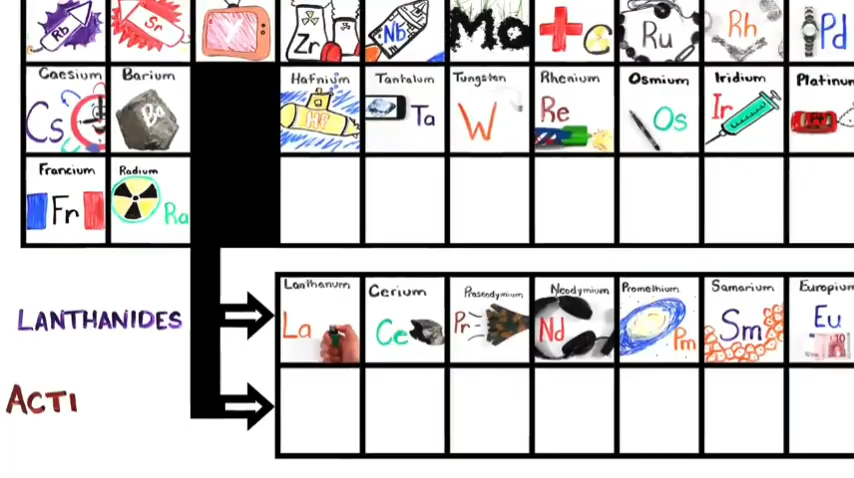 Rb Sr Y Zr Nb Mo C Ru Rh Pd
Caesium Barium Hafnium Tantalum Tungsten Rhenium Osmium Iridium Platinum
Cs Ba Hf Ta W Re Os Ir
Francium Radium
Fr Ra
Lanthanum Cerium Praseodymium Neodymium Promethium Samarium Europium
LANTHANIDES La Ce Pr Nd Pm Sm Eu
10
ACTI